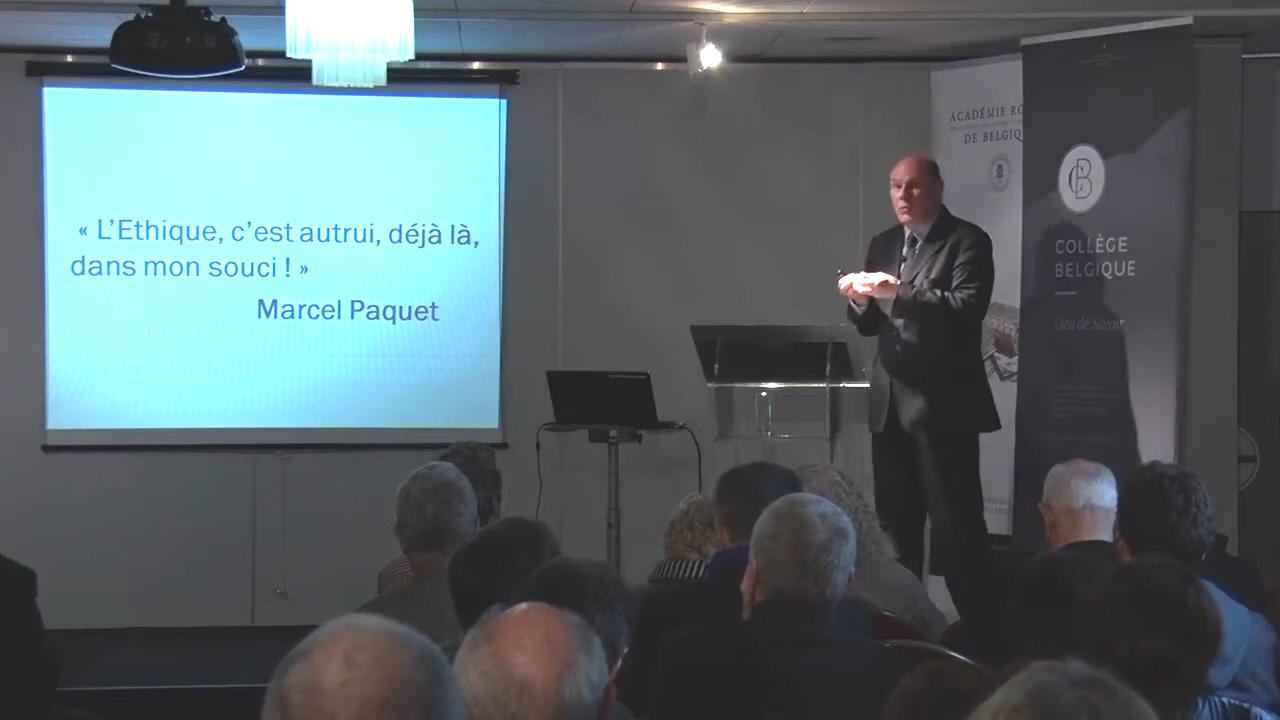 « L’Ethique, c’est autrui, déjà là,
dans mon souci ! »
Marcel Paquet
ACADÉMIE RO
DE BELGIQU
CB
COLLÈGE
BELGIQUE
Lieu de Savoir